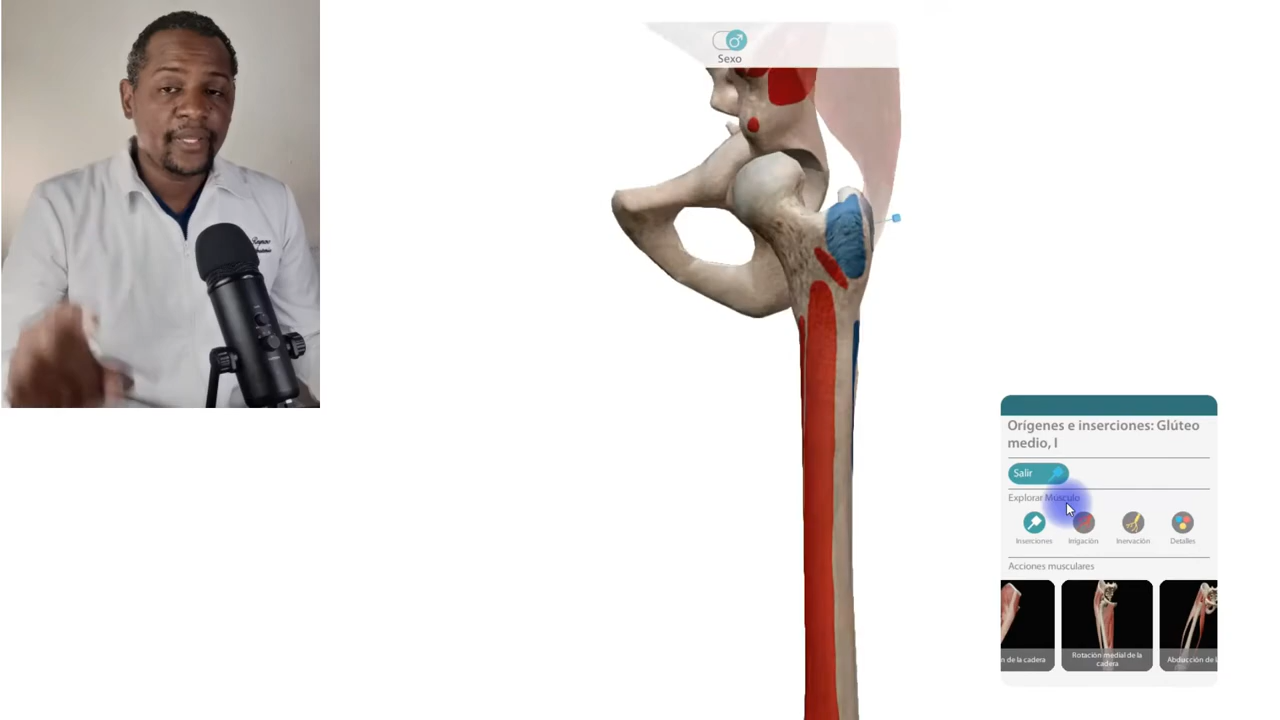 Sexo
Orígenes e inserciones: Glúteo
medio, I
Salir
Explorar Musculo
Inserciones
Irrigación
Inervación
Detalles
Acciones musculares
n de la cadera
Rotación medial de la
cadera
Abducción de l